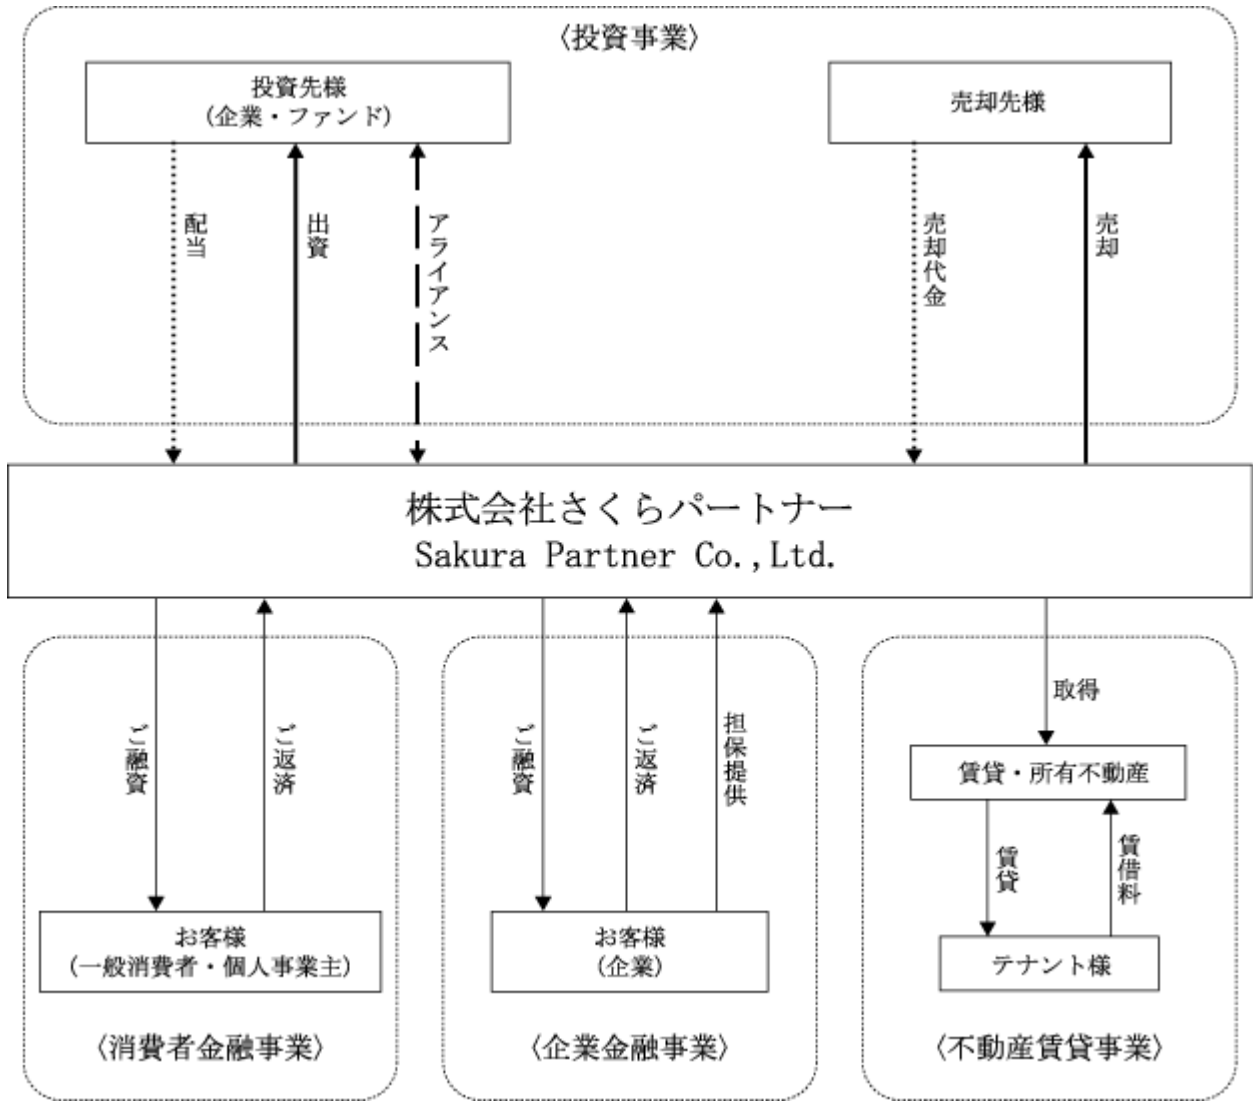 〈投資事業〉
投資先様
(企業・ファンド)
売却先様
配当
出資
アライアンス
売却代金
売却
株式会社さくらパートナー
Sakura Partner Co.,Ltd.
ご融資
ご返済
ご融資
ご返済
担保提供
取得
賃貸・所有不動産
賃貸
賃借料
お客様
(一般消費者・個人事業主)
お客様
(企業)
テナント様
〈消費者金融事業〉
〈企業金融事業〉
〈不動産賃貸事業〉